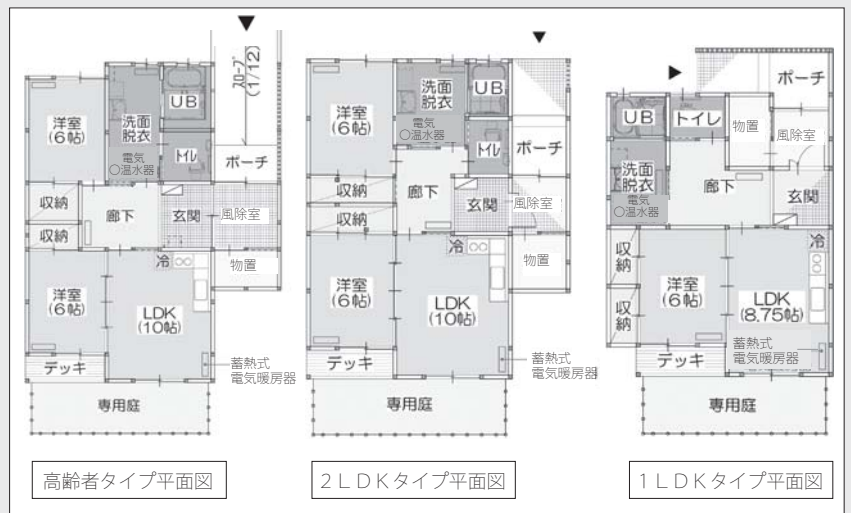 スロープ
(1/12)
洋室
(6帖)
洗面
脱衣
UB
電気
〇温水器
トイレ
ポーチ
収納
収納
廊下
玄関
風除室
冷
物置
洋室
(6帖)
LDK
(10帖)
デッキ
蓄熱式
電気暖房器
専用庭
高齢者タイプ平面図
洋室
(6帖)
洗面
脱衣
UB
電気
〇温水器
トイレ
ポーチ
収納
収納
廊下
玄関
風除室
冷
物置
洋室
(6帖)
LDK
(10帖)
デッキ
蓄熱式
電気暖房器
専用庭
2LDKタイプ平面図
ポーチ
UB
トイレ
物置
風除室
洗面
脱衣
電気
〇温水器
廊下
玄関
冷
収納
収納
洋室
(6帖)
LDK
(8.75帖)
デッキ
蓄熱式
電気暖房器
専用庭
1LDKタイプ平面図